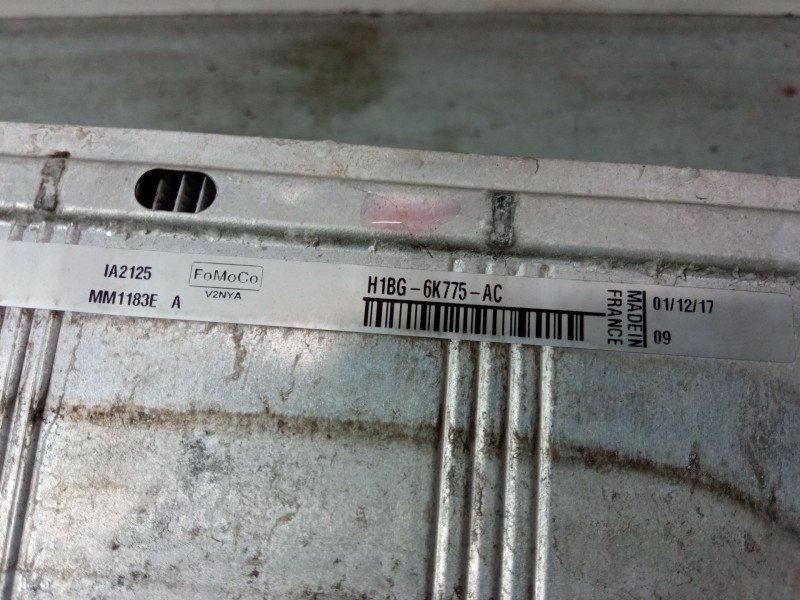 IA2125
MM1183E A
FoMoCo
V2NYA
H1BG-6K775-AC
MADE IN
FRANCE
01/12/17
09